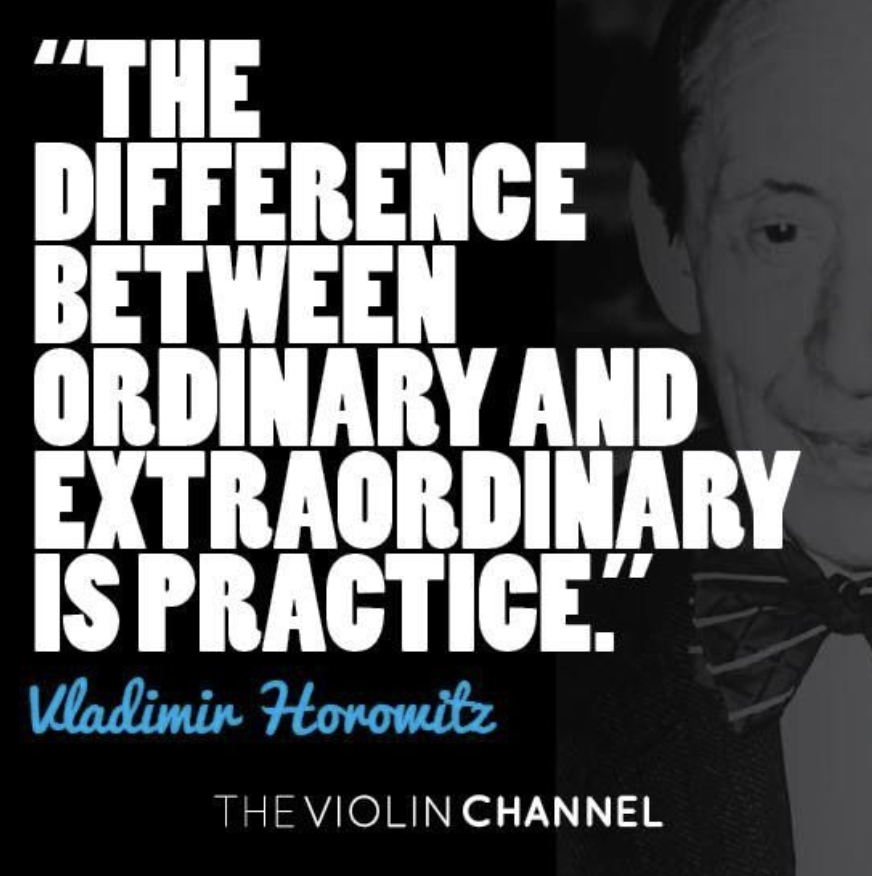 “THE
DIFFERENCE
BETWEEN
ORDINARY AND
EXTRAORDINARY
IS PRACTICE.”
Vladimir Horowitz
THE VIOLIN CHANNEL